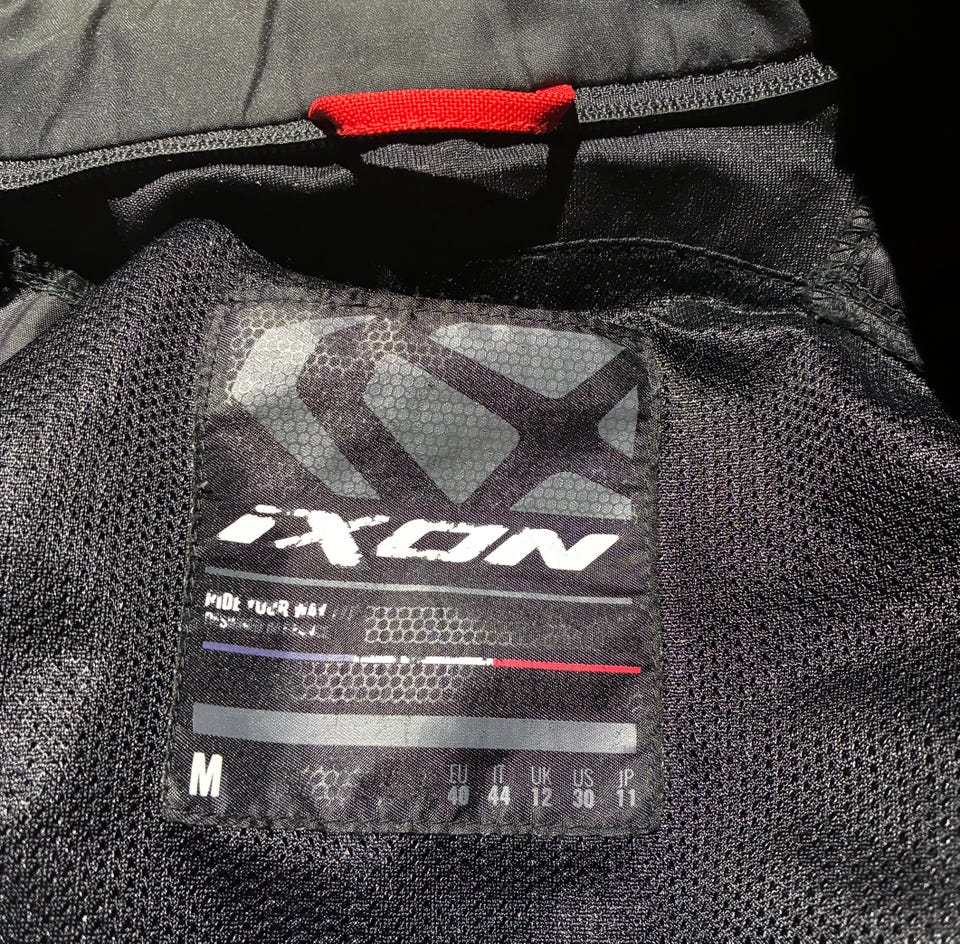 iXON
RIDE YOUR WAY
M
EU IT UK US JP
40 44 12 30 11